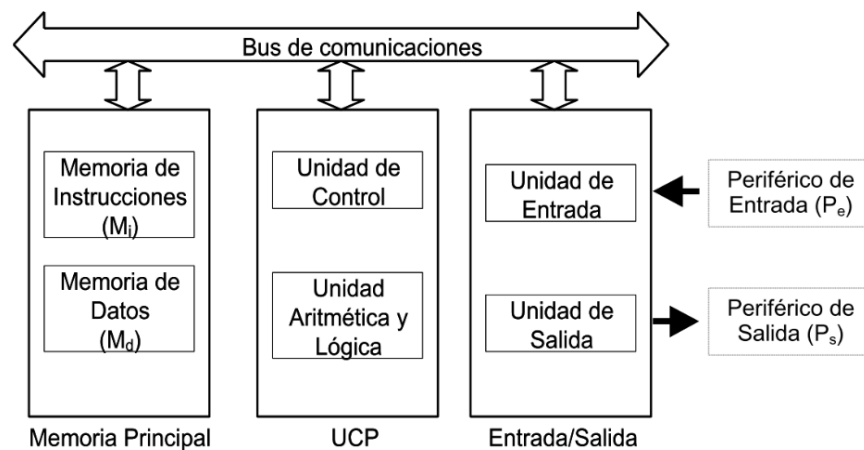 Bus de comunicaciones
Memoria de
Instrucciones
(Mi)
Memoria de
Datos
(Md)
Memoria Principal
Unidad de
Control
Unidad
Aritmética y
Lógica
UCP
Unidad de
Entrada
Unidad de
Salida
Entrada/Salida
Periférico de
Entrada (Pe)
Periférico de
Salida (Ps)